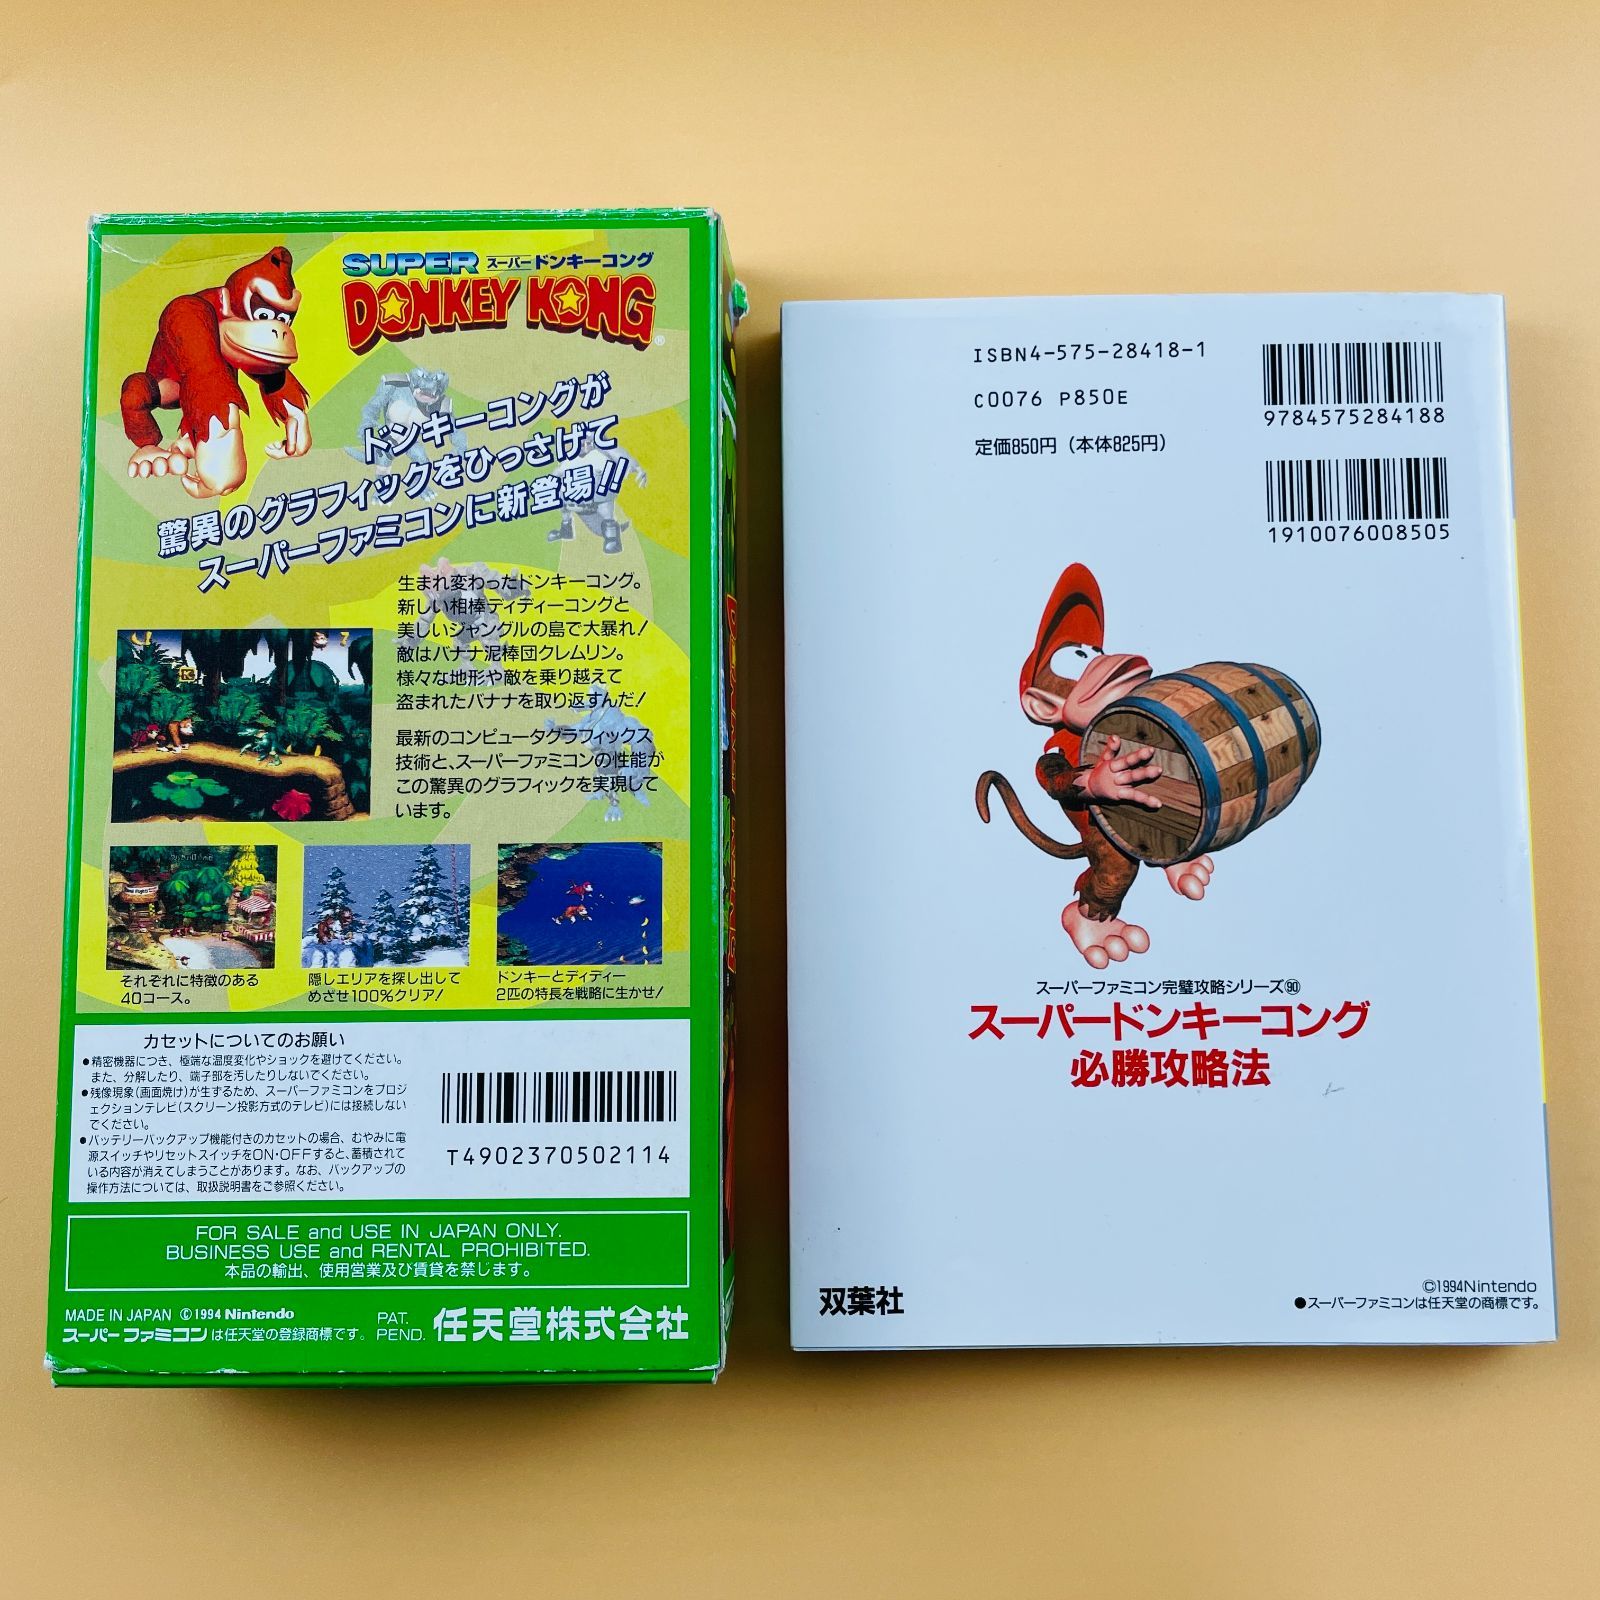 SUPER スーパードンキーコング
DONKEY KONG®
ドンキーコングが
驚異のグラフィックをひっさげて
スーパーファミコンに新登場!!
生まれ変わったドンキーコング。
新しい相棒ディディーコングと
美しいジャングルの島で大暴れ!
敵はバナナ泥棒団クレムリン。
様々な地形や敵を乗り越えて
盗まれたバナナを取り返すんだ!
最新のコンピュータグラフィックス
技術と、スーパーファミコンの性能が
この驚異のグラフィックを実現して
います。
7
K
それぞれに特徴のある
40コース。
隠しエリアを探し出して
めざせ100%クリア!
ドンキーとディディー
2匹の特長を戦略に生かせ!
カセットについてのお願い
●精密機器につき、極端な温度変化やショックを避けてください。
また、分解したり、端子部を汚したりしないでください。
●残像現象(画面焼け)が生ずるため、スーパーファミコンをプロジ
ェクションテレビ(スクリーン投影方式のテレビ)には接続しない
でください。
●バッテリーバックアップ機能付きのカセットの場合、むやみに電
源スイッチやリセットスイッチをON・OFFすると、蓄積されて
いる内容が消えてしまうことがあります。なお、バックアップの
操作方法については、取扱説明書をご参照ください。
T4902370502114
FOR SALE and USE IN JAPAN ONLY.
BUSINESS USE and RENTAL PROHIBITED.
本品の輸出、使用営業及び賃貸を禁じます。
MADE IN JAPAN ©1994 Nintendo
スーパーファミコンは任天堂の登録商標です。
PAT.
PEND.
任天堂株式会社
ISBN4-575-28418-1
C0076 P850E
定価850円(本体825円)
9784575284188
1910076008505
スーパーファミコン完璧攻略シリーズ90
スーパードンキーコング
必勝攻略法
双葉社
©1994Nintendo
●スーパーファミコンは任天堂の商標です。